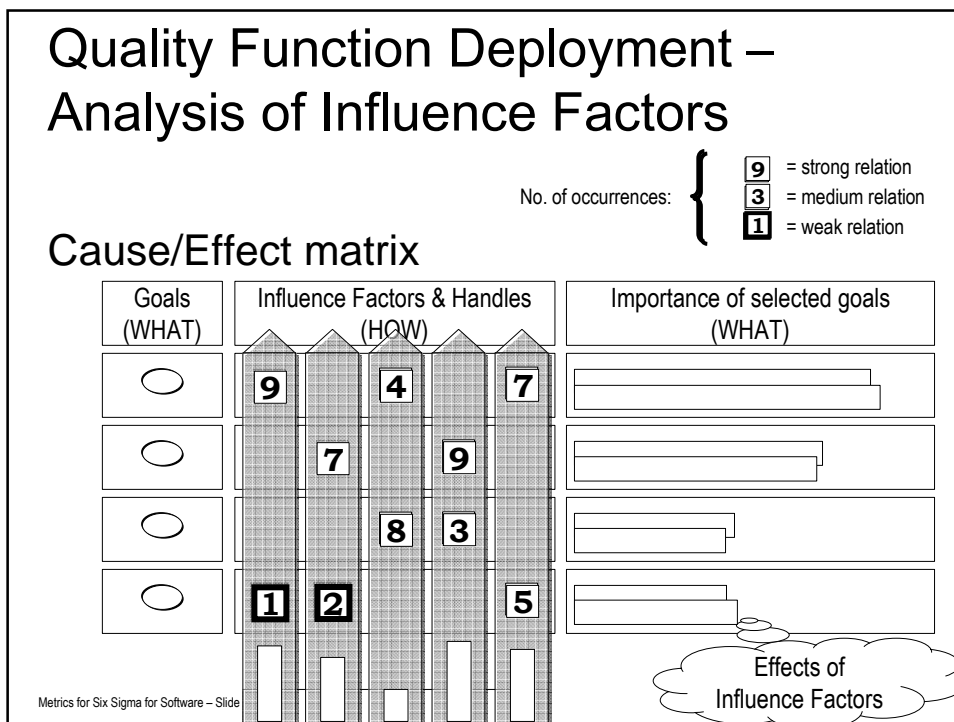 Quality Function Deployment –
Analysis of Influence Factors
No. of occurrences:
9 = strong relation
3 = medium relation
1 = weak relation
Cause/Effect matrix
Goals
(WHAT)
Influence Factors & Handles
(HOW)
Importance of selected goals
(WHAT)
9 4 7
7 9
8 3
1 2 5
Effects of
Influence Factors
Metrics for Six Sigma for Software – Slide